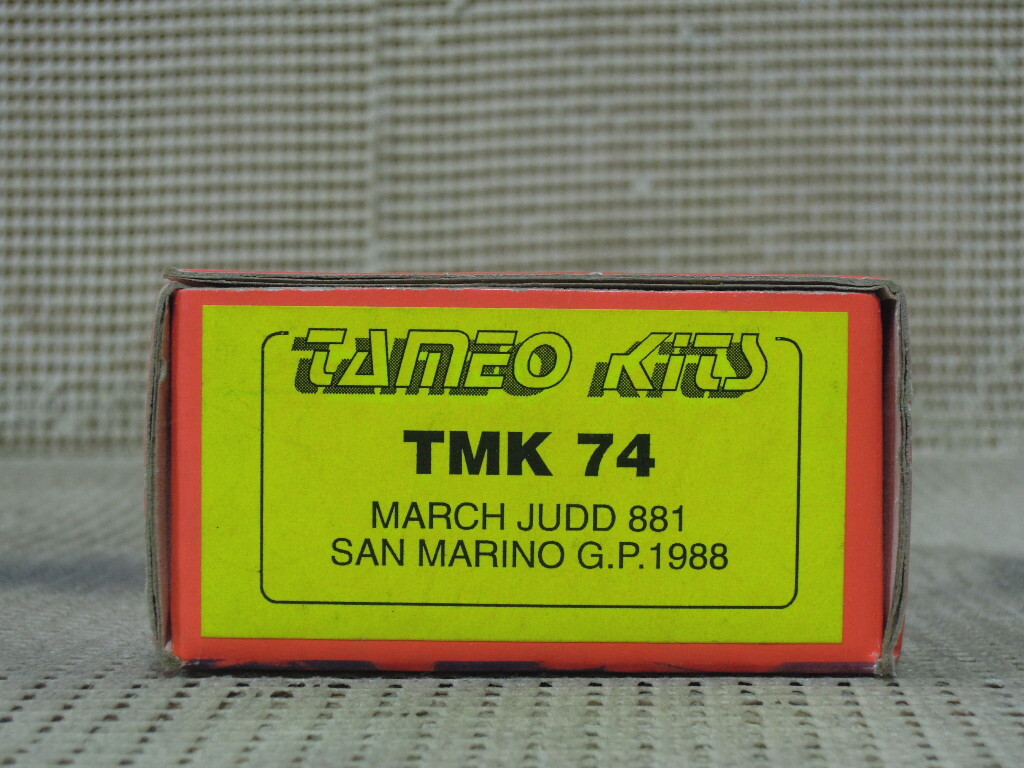 TAMEO KITS
TMK 74
MARCH JUDD 881
SAN MARINO G.P.1988